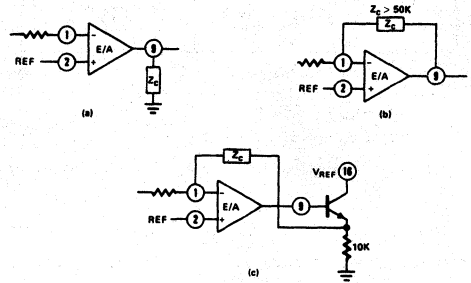 1
−
E/A
9
REF
2
+
Zc
(a)
Zc > 50K
Zc
1
−
E/A
REF
2
+
9
(b)
Zc
VREF
16
1
−
E/A
9
REF
2
+
10K
(c)